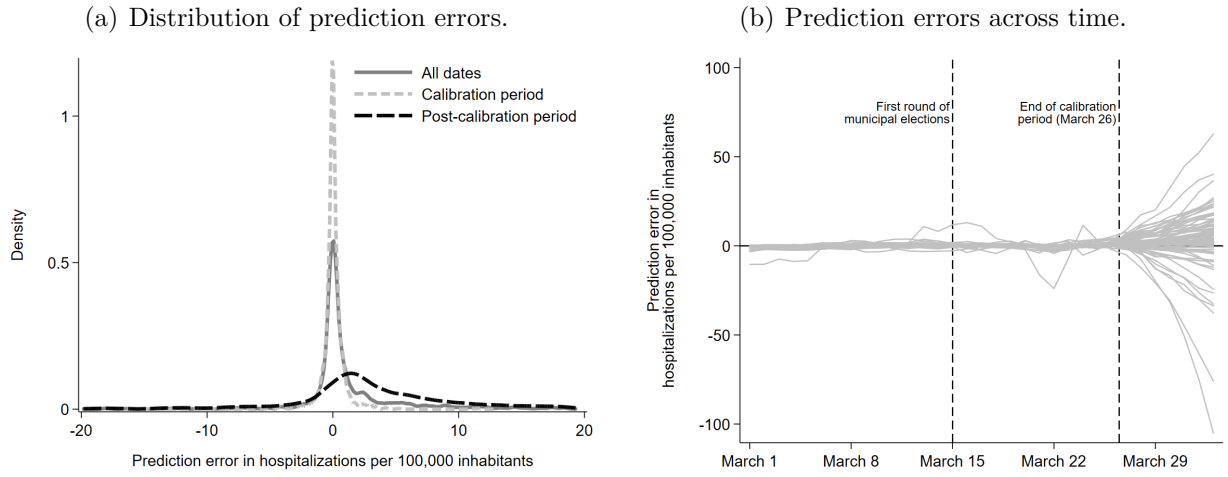 (a) Distribution of prediction errors.
All dates
Calibration period
Post-calibration period
1
0.5
0
Density
-20
-10
0
10
20
Prediction error in hospitalizations per 100,000 inhabitants
(b) Prediction errors across time.
100
50
0
-50
-100
Prediction error in
hospitalizations per 100,000 inhabitants
First round of
municipal elections
End of calibration
period (March 26)
March 1
March 8
March 15
March 22
March 29